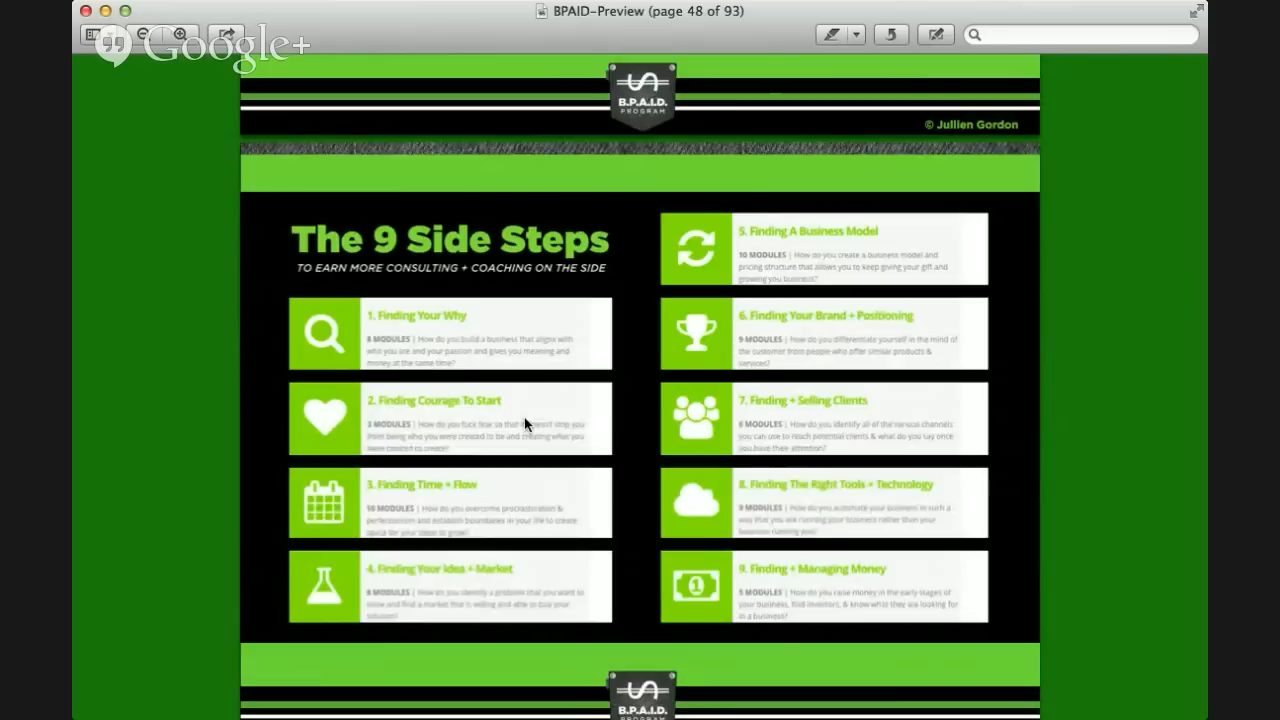 BPAID-Preview (page 48 of 93)
Google+
B.P.A.I.D.
PROGRAM
© Jullien Gordon
The 9 Side Steps
TO EARN MORE CONSULTING + COACHING ON THE SIDE
1. Finding Your Why
8 MODULES | How do you build a business that aligns with
who you are and your passion and gives you meaning and
money at the same time?
2. Finding Courage To Start
3 MODULES | How do you fuck fear so that doesn't stop you
from being who you were created to be and creating what you
were created to create?
3. Finding Time + Flow
10 MODULES | How do you overcome procrastination &
perfectionism and establish boundaries in your life to create
space for your ideas to grow?
4. Finding Your Idea + Market
8 MODULES | How do you identify a problem that you want to
solve and find a market that is willing and able to buy your
solution?
5. Finding A Business Model
10 MODULES | How do you create a business model and
pricing structure that allows you to keep giving your gift and
growing you business?
6. Finding Your Brand + Positioning
9 MODULES | How do you differentiate yourself in the mind of
the customer from people who offer similar products &
services?
7. Finding + Selling Clients
6 MODULES | How do you identify all of the various channels
you can use to reach potential clients & what do you say once
you have their attention?
8. Finding The Right Tools + Technology
9 MODULES | How do you automate your business in such a
way that you are running your business rather than your
business running you?
9. Finding + Managing Money
5 MODULES | How do you raise money in the early stages of
your business, find investors, & know what they are looking for
in a business?
B.P.A.I.D.
PROGRAM